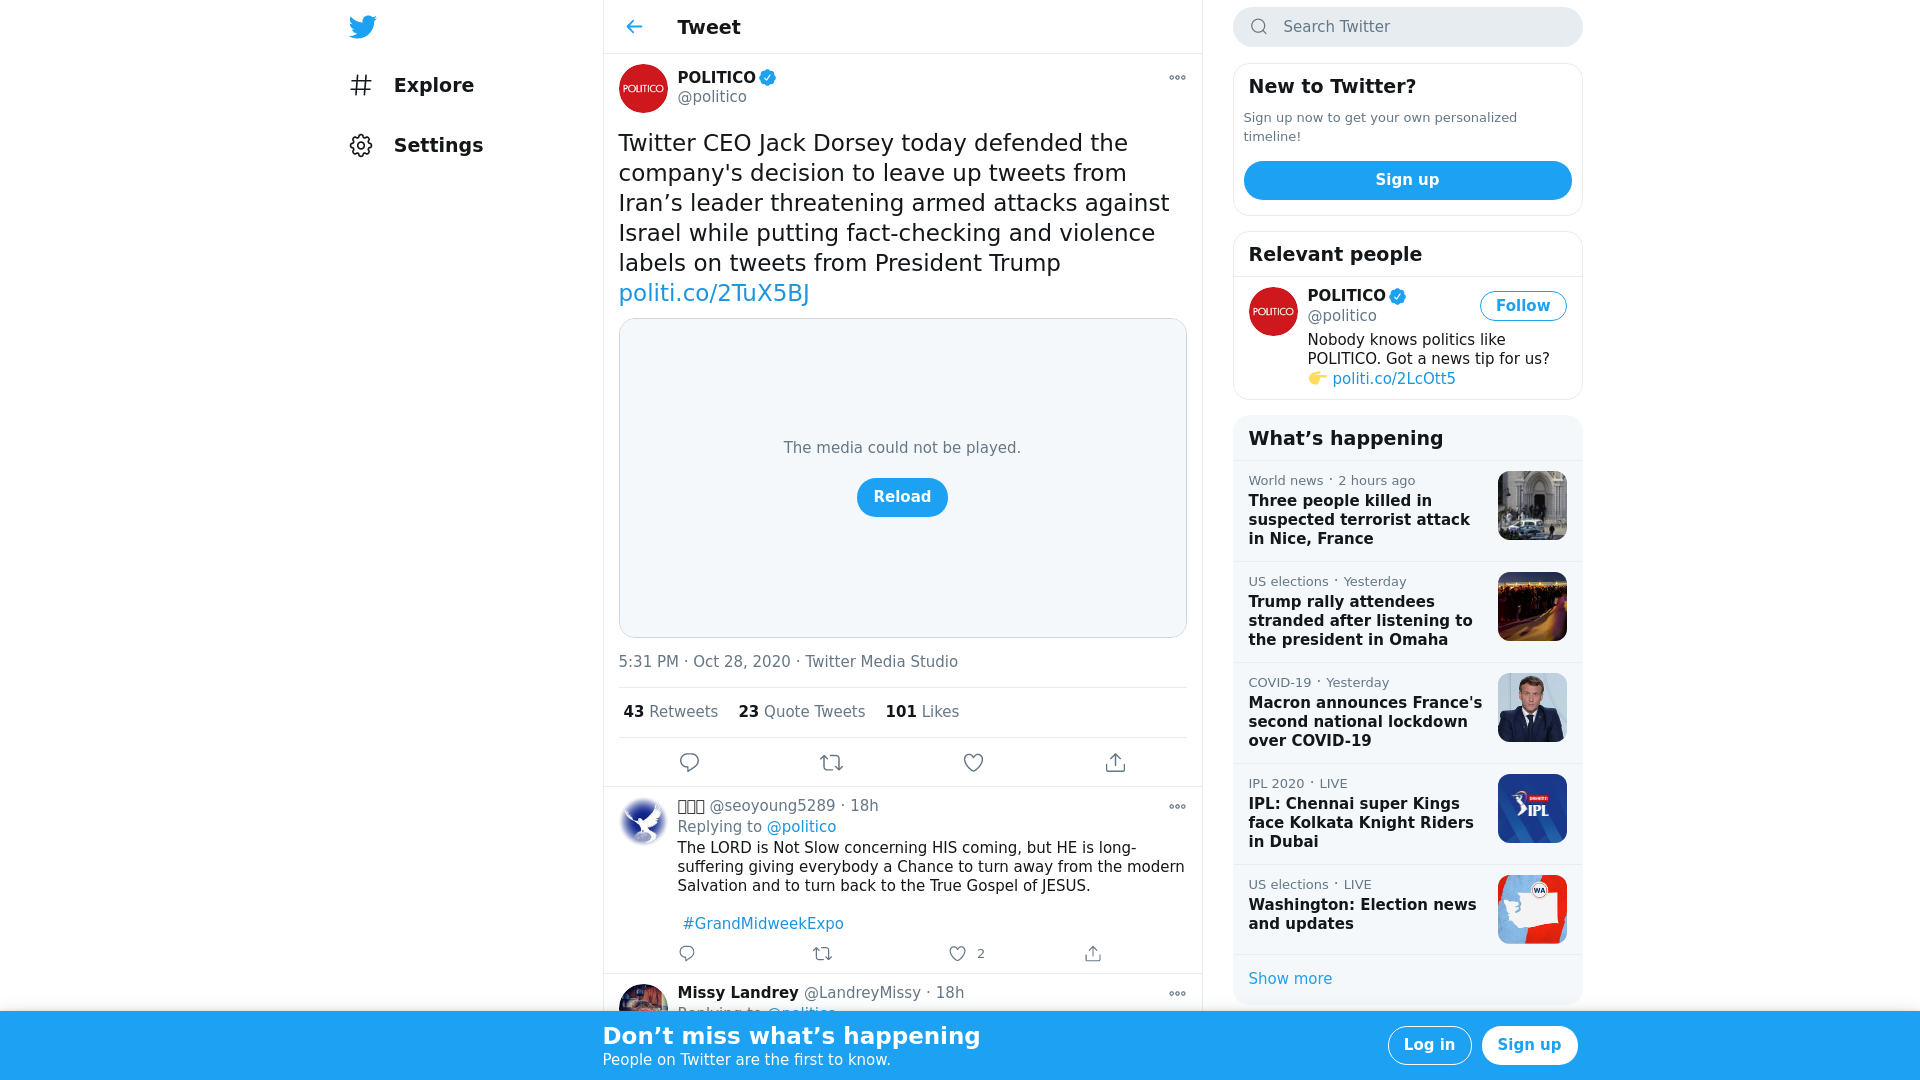 Explore
Settings
Tweet
POLITICO
POLITICO
@politico
Twitter CEO Jack Dorsey today defended the
company's decision to leave up tweets from
Iran’s leader threatening armed attacks against
Israel while putting fact-checking and violence
labels on tweets from President Trump
politi.co/2TuX5BJ
The media could not be played.
Reload
5:31 PM · Oct 28, 2020 · Twitter Media Studio
43 Retweets 23 Quote Tweets 101 Likes
@seoyoung5289 · 18h
Replying to @politico
The LORD is Not Slow concerning HIS coming, but HE is long-
suffering giving everybody a Chance to turn away from the modern
Salvation and to turn back to the True Gospel of JESUS.
#GrandMidweekExpo
2
Missy Landrey @LandreyMissy · 18h
Replying to @politico
Search Twitter
New to Twitter?
Sign up now to get your own personalized
timeline!
Sign up
Relevant people
POLITICO
POLITICO
@politico
Follow
Nobody knows politics like
POLITICO. Got a news tip for us?
👉 politi.co/2LcOtt5
What’s happening
World news · 2 hours ago
Three people killed in
suspected terrorist attack
in Nice, France
US elections · Yesterday
Trump rally attendees
stranded after listening to
the president in Omaha
COVID-19 · Yesterday
Macron announces France's
second national lockdown
over COVID-19
IPL 2020 · LIVE
IPL: Chennai super Kings
face Kolkata Knight Riders
in Dubai
IPL
US elections · LIVE
Washington: Election news
and updates
WA
Show more
Don’t miss what’s happening
People on Twitter are the first to know.
Log in
Sign up